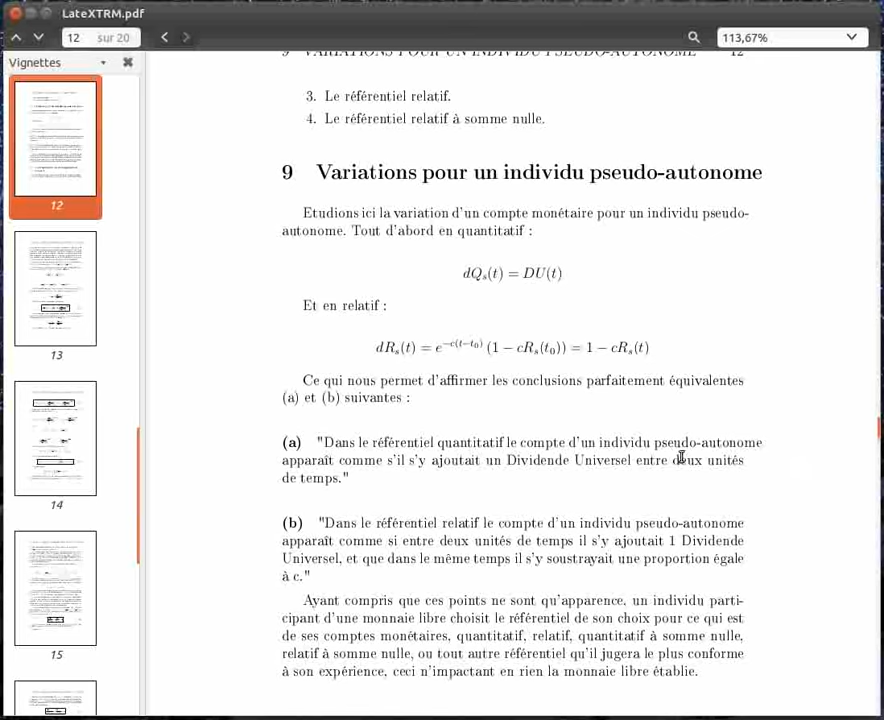 LateXTRM.pdf
12 sur 20
113,67%
Vignettes
9 VARIATIONS POUR UN INDIVIDU PSEUDO-AUTONOME 12
3. Le référentiel relatif.
4. Le référentiel relatif à somme nulle.
9 Variations pour un individu pseudo-autonome
Etudions ici la variation d'un compte monétaire pour un individu pseudo-
autonome. Tout d'abord en quantitatif :
dQₛ(t) = DU(t)
Et en relatif :
dRₛ(t) = e^{-c(t-t₀)} (1 − cRₛ(t₀)) = 1 − cRₛ(t)
Ce qui nous permet d'affirmer les conclusions parfaitement équivalentes
(a) et (b) suivantes :
(a) "Dans le référentiel quantitatif le compte d'un individu pseudo-autonome
apparaît comme s'il s'y ajoutait un Dividende Universel entre deux unités
de temps."
(b) "Dans le référentiel relatif le compte d'un individu pseudo-autonome
apparaît comme si entre deux unités de temps il s'y ajoutait 1 Dividende
Universel, et que dans le même temps il s'y soustrayait une proportion égale
à c."
Ayant compris que ces points ne sont qu'apparence, un individu parti-
cipant d'une monnaie libre choisit le référentiel de son choix pour ce qui est
de ses comptes monétaires, quantitatif, relatif, quantitatif à somme nulle,
relatif à somme nulle, ou tout autre référentiel qu'il jugera le plus conforme
à son expérience, ceci n'impactant en rien la monnaie libre établie.
12
13
14
15